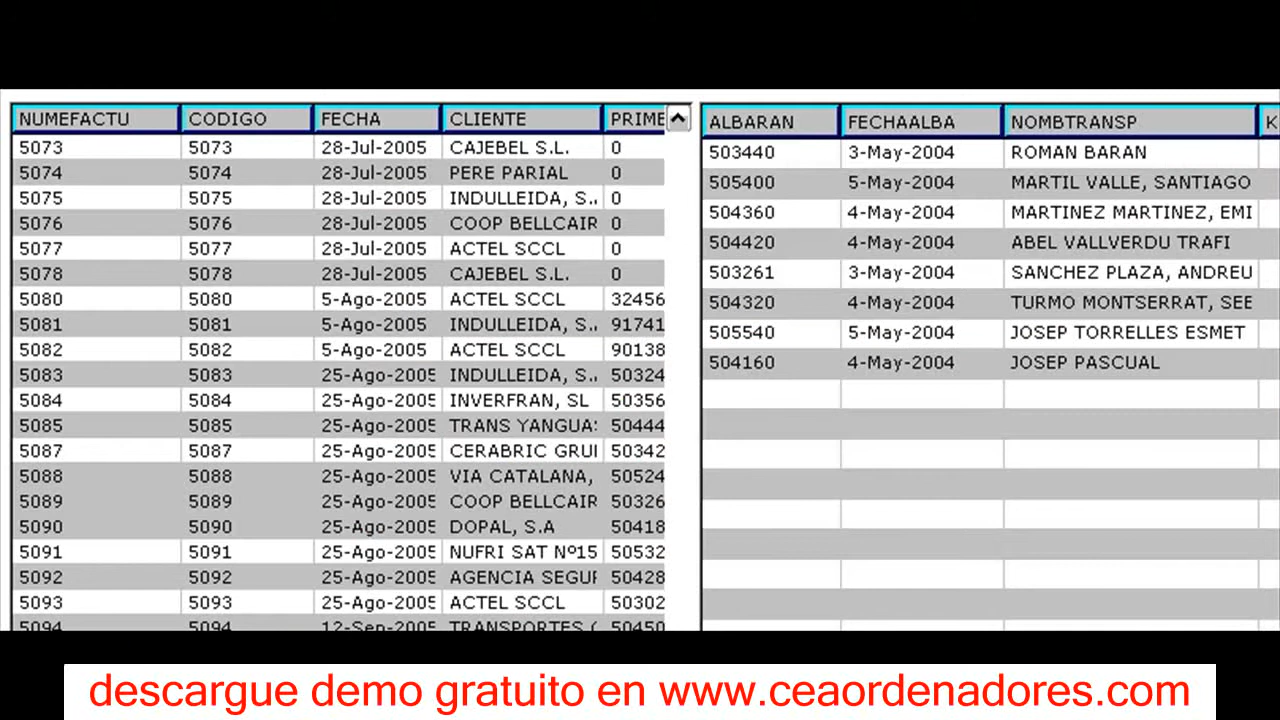 NUMEFACTU CODIGO FECHA CLIENTE PRIME
5073 5073 28-Jul-2005 CAJEBEL S.L. 0
5074 5074 28-Jul-2005 PERE PARIAL 0
5075 5075 28-Jul-2005 INDULLEIDA, S.. 0
5076 5076 28-Jul-2005 COOP BELLCAIR 0
5077 5077 28-Jul-2005 ACTEL SCCL 0
5078 5078 28-Jul-2005 CAJEBEL S.L. 0
5080 5080 5-Ago-2005 ACTEL SCCL 32456
5081 5081 5-Ago-2005 INDULLEIDA, S.. 91741
5082 5082 5-Ago-2005 ACTEL SCCL 90138
5083 5083 25-Ago-2005 INDULLEIDA, S.. 50324
5084 5084 25-Ago-2005 INVERFRAN, SL 50356
5085 5085 25-Ago-2005 TRANS YANGUA 50444
5087 5087 25-Ago-2005 CERABRIC GRU 50342
5088 5088 25-Ago-2005 VIA CATALANA, 50524
5089 5089 25-Ago-2005 COOP BELLCAIR 50326
5090 5090 25-Ago-2005 DOPAL, S.A 50418
5091 5091 25-Ago-2005 NUFRI SAT Nº15 50532
5092 5092 25-Ago-2005 AGENCIA SEGU 50428
5093 5093 25-Ago-2005 ACTEL SCCL 50302
5094 5094 12-Sep-2005 TRANSPORTES ( 50450
ALBARAN FECHAALBA NOMBTRANSP K
503440 3-May-2004 ROMAN BARAN
505400 5-May-2004 MARTIL VALLE, SANTIAGO
504360 4-May-2004 MARTINEZ MARTINEZ, EMI
504420 4-May-2004 ABEL VALLVERDU TRAFI
503261 3-May-2004 SANCHEZ PLAZA, ANDREU
504320 4-May-2004 TURMO MONTSERRAT, SEE
505540 5-May-2004 JOSEP TORRELLES ESMET
504160 4-May-2004 JOSEP PASCUAL
descargue demo gratuito en www.ceaordenadores.com